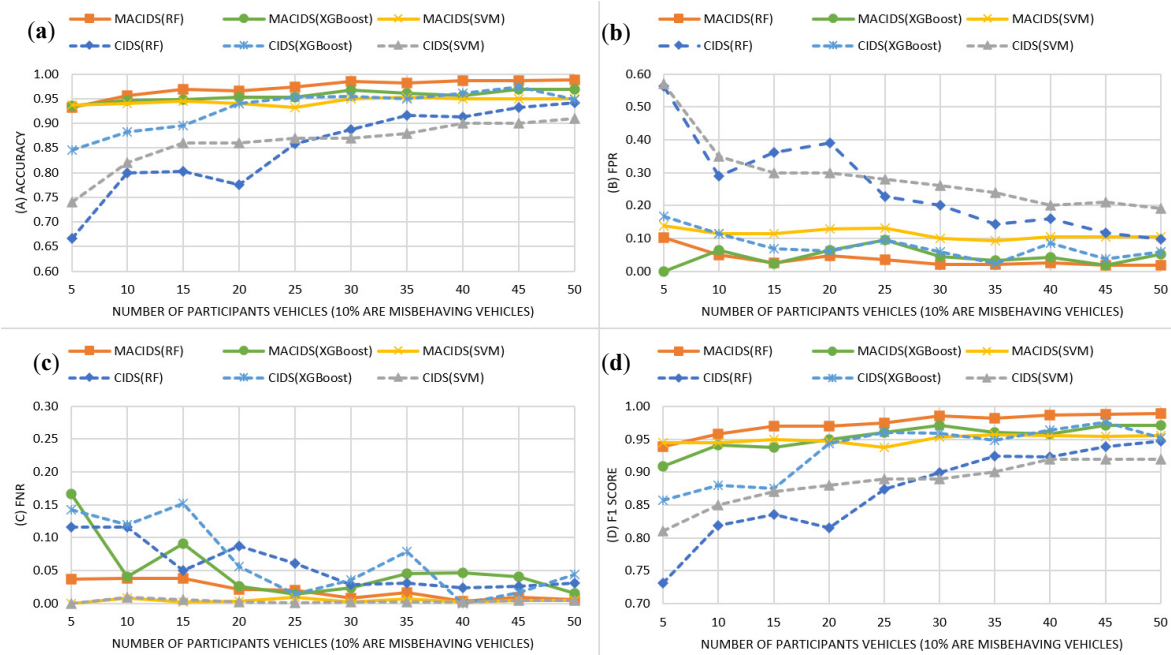 (a)
MACIDS(RF) MACIDS(XGBoost) MACIDS(SVM)
CIDS(RF) CIDS(XGBoost) CIDS(SVM)
(A) ACCURACY
1.00
0.95
0.90
0.85
0.80
0.75
0.70
0.65
0.60
5 10 15 20 25 30 35 40 45 50
NUMBER OF PARTICIPANTS VEHICLES (10% ARE MISBEHAVING VEHICLES)
(b)
MACIDS(RF) MACIDS(XGBoost) MACIDS(SVM)
CIDS(RF) CIDS(XGBoost) CIDS(SVM)
(B) FPR
0.60
0.50
0.40
0.30
0.20
0.10
0.00
5 10 15 20 25 30 35 40 45 50
NUMBER OF PARTICIPANTS VEHICLES (10% ARE MISBEHAVING VEHICLES)
(c)
MACIDS(RF) MACIDS(XGBoost) MACIDS(SVM)
CIDS(RF) CIDS(XGBoost) CIDS(SVM)
(C) FNR
0.30
0.25
0.20
0.15
0.10
0.05
0.00
5 10 15 20 25 30 35 40 45 50
NUMBER OF PARTICIPANTS VEHICLES (10% ARE MISBEHAVING VEHICLES)
(d)
MACIDS(RF) MACIDS(XGBoost) MACIDS(SVM)
CIDS(RF) CIDS(XGBoost) CIDS(SVM)
(D) F1 SCORE
1.00
0.95
0.90
0.85
0.80
0.75
0.70
5 10 15 20 25 30 35 40 45 50
NUMBER OF PARTICIPANTS VEHICLES (10% ARE MISBEHAVING VEHICLES)